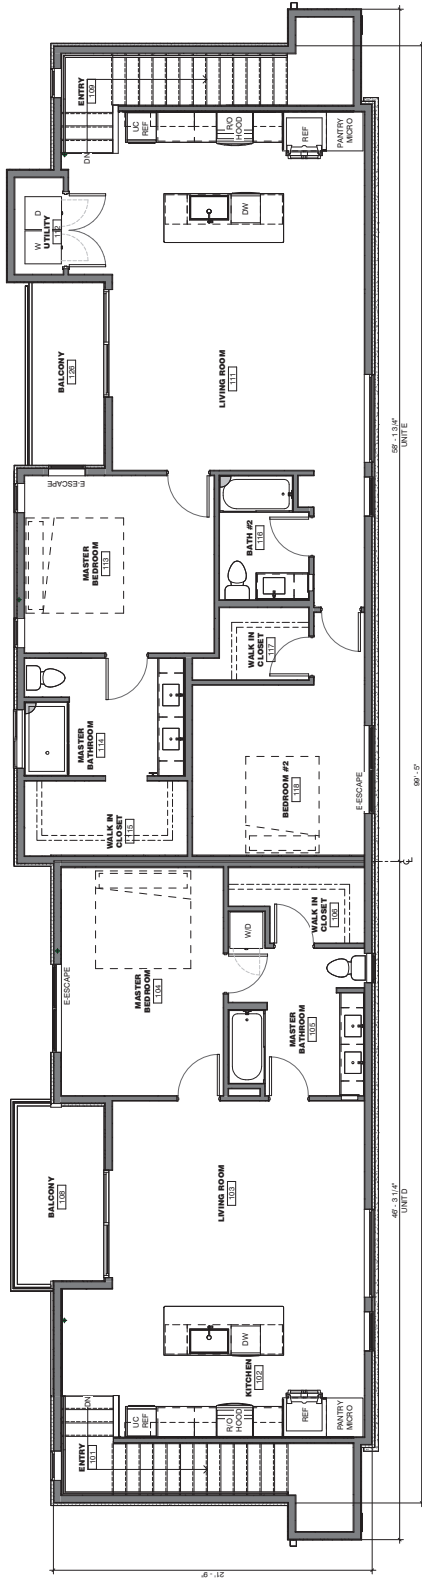 ENTRY
109
DN
UC
REF
R/O
HOOD
REF
PANTRY
MICRO
W
D
UTILITY
112
DW
BALCONY
126
LIVING ROOM
111
58' - 1 3/4"
UNIT E
E-ESCAPE
MASTER
BEDROOM
113
BATH #2
116
WALK IN
CLOSET
117
MASTER
BATHROOM
114
BEDROOM #2
118
E-ESCAPE
99' - 5"
WALK IN
CLOSET
115
WALK IN
CLOSET
106
W/D
E-ESCAPE
MASTER
BEDROOM
104
MASTER
BATHROOM
105
BALCONY
108
LIVING ROOM
103
46' - 3 1/4"
UNIT D
DW
KITCHEN
102
DN
UC
REF
R/O
HOOD
REF
PANTRY
MICRO
ENTRY
101
21' - 9"